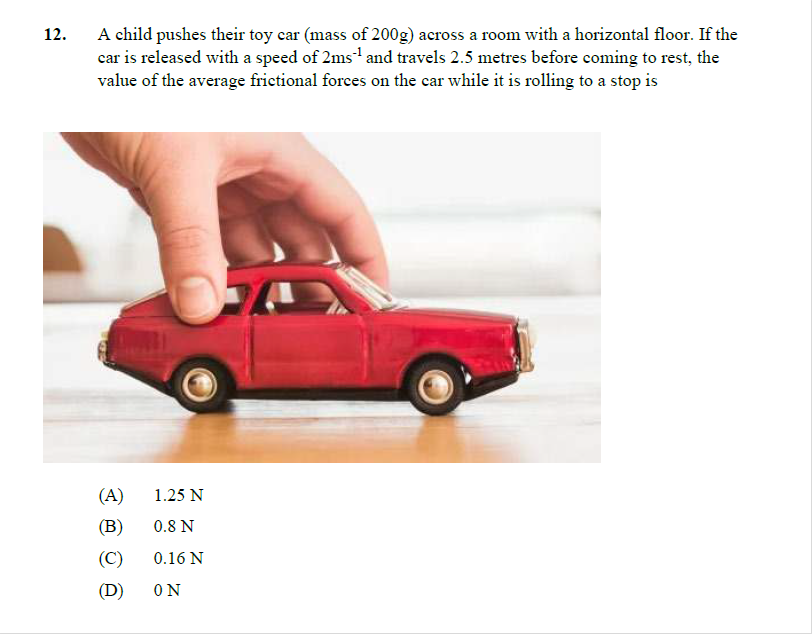 12. A child pushes their toy car (mass of 200g) across a room with a horizontal floor. If the
car is released with a speed of 2ms⁻¹ and travels 2.5 metres before coming to rest, the
value of the average frictional forces on the car while it is rolling to a stop is
(A) 1.25 N
(B) 0.8 N
(C) 0.16 N
(D) 0 N